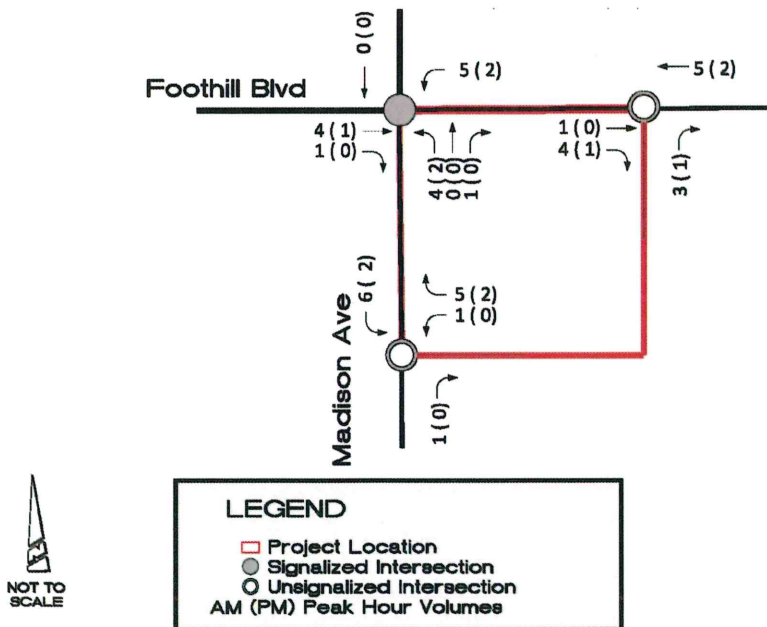 0 (0)
5 (2)
5 (2)
Foothill Blvd
4 (1)
1 (0)
4 (2)
0 (0)
1 (0)
1 (0)
4 (1)
3 (1)
6 ( 2)
5 ( 2)
1 (0)
Madison Ave
1 (0)
LEGEND
Project Location
Signalized Intersection
Unsignalized Intersection
AM (PM) Peak Hour Volumes
N
NOT TO
SCALE